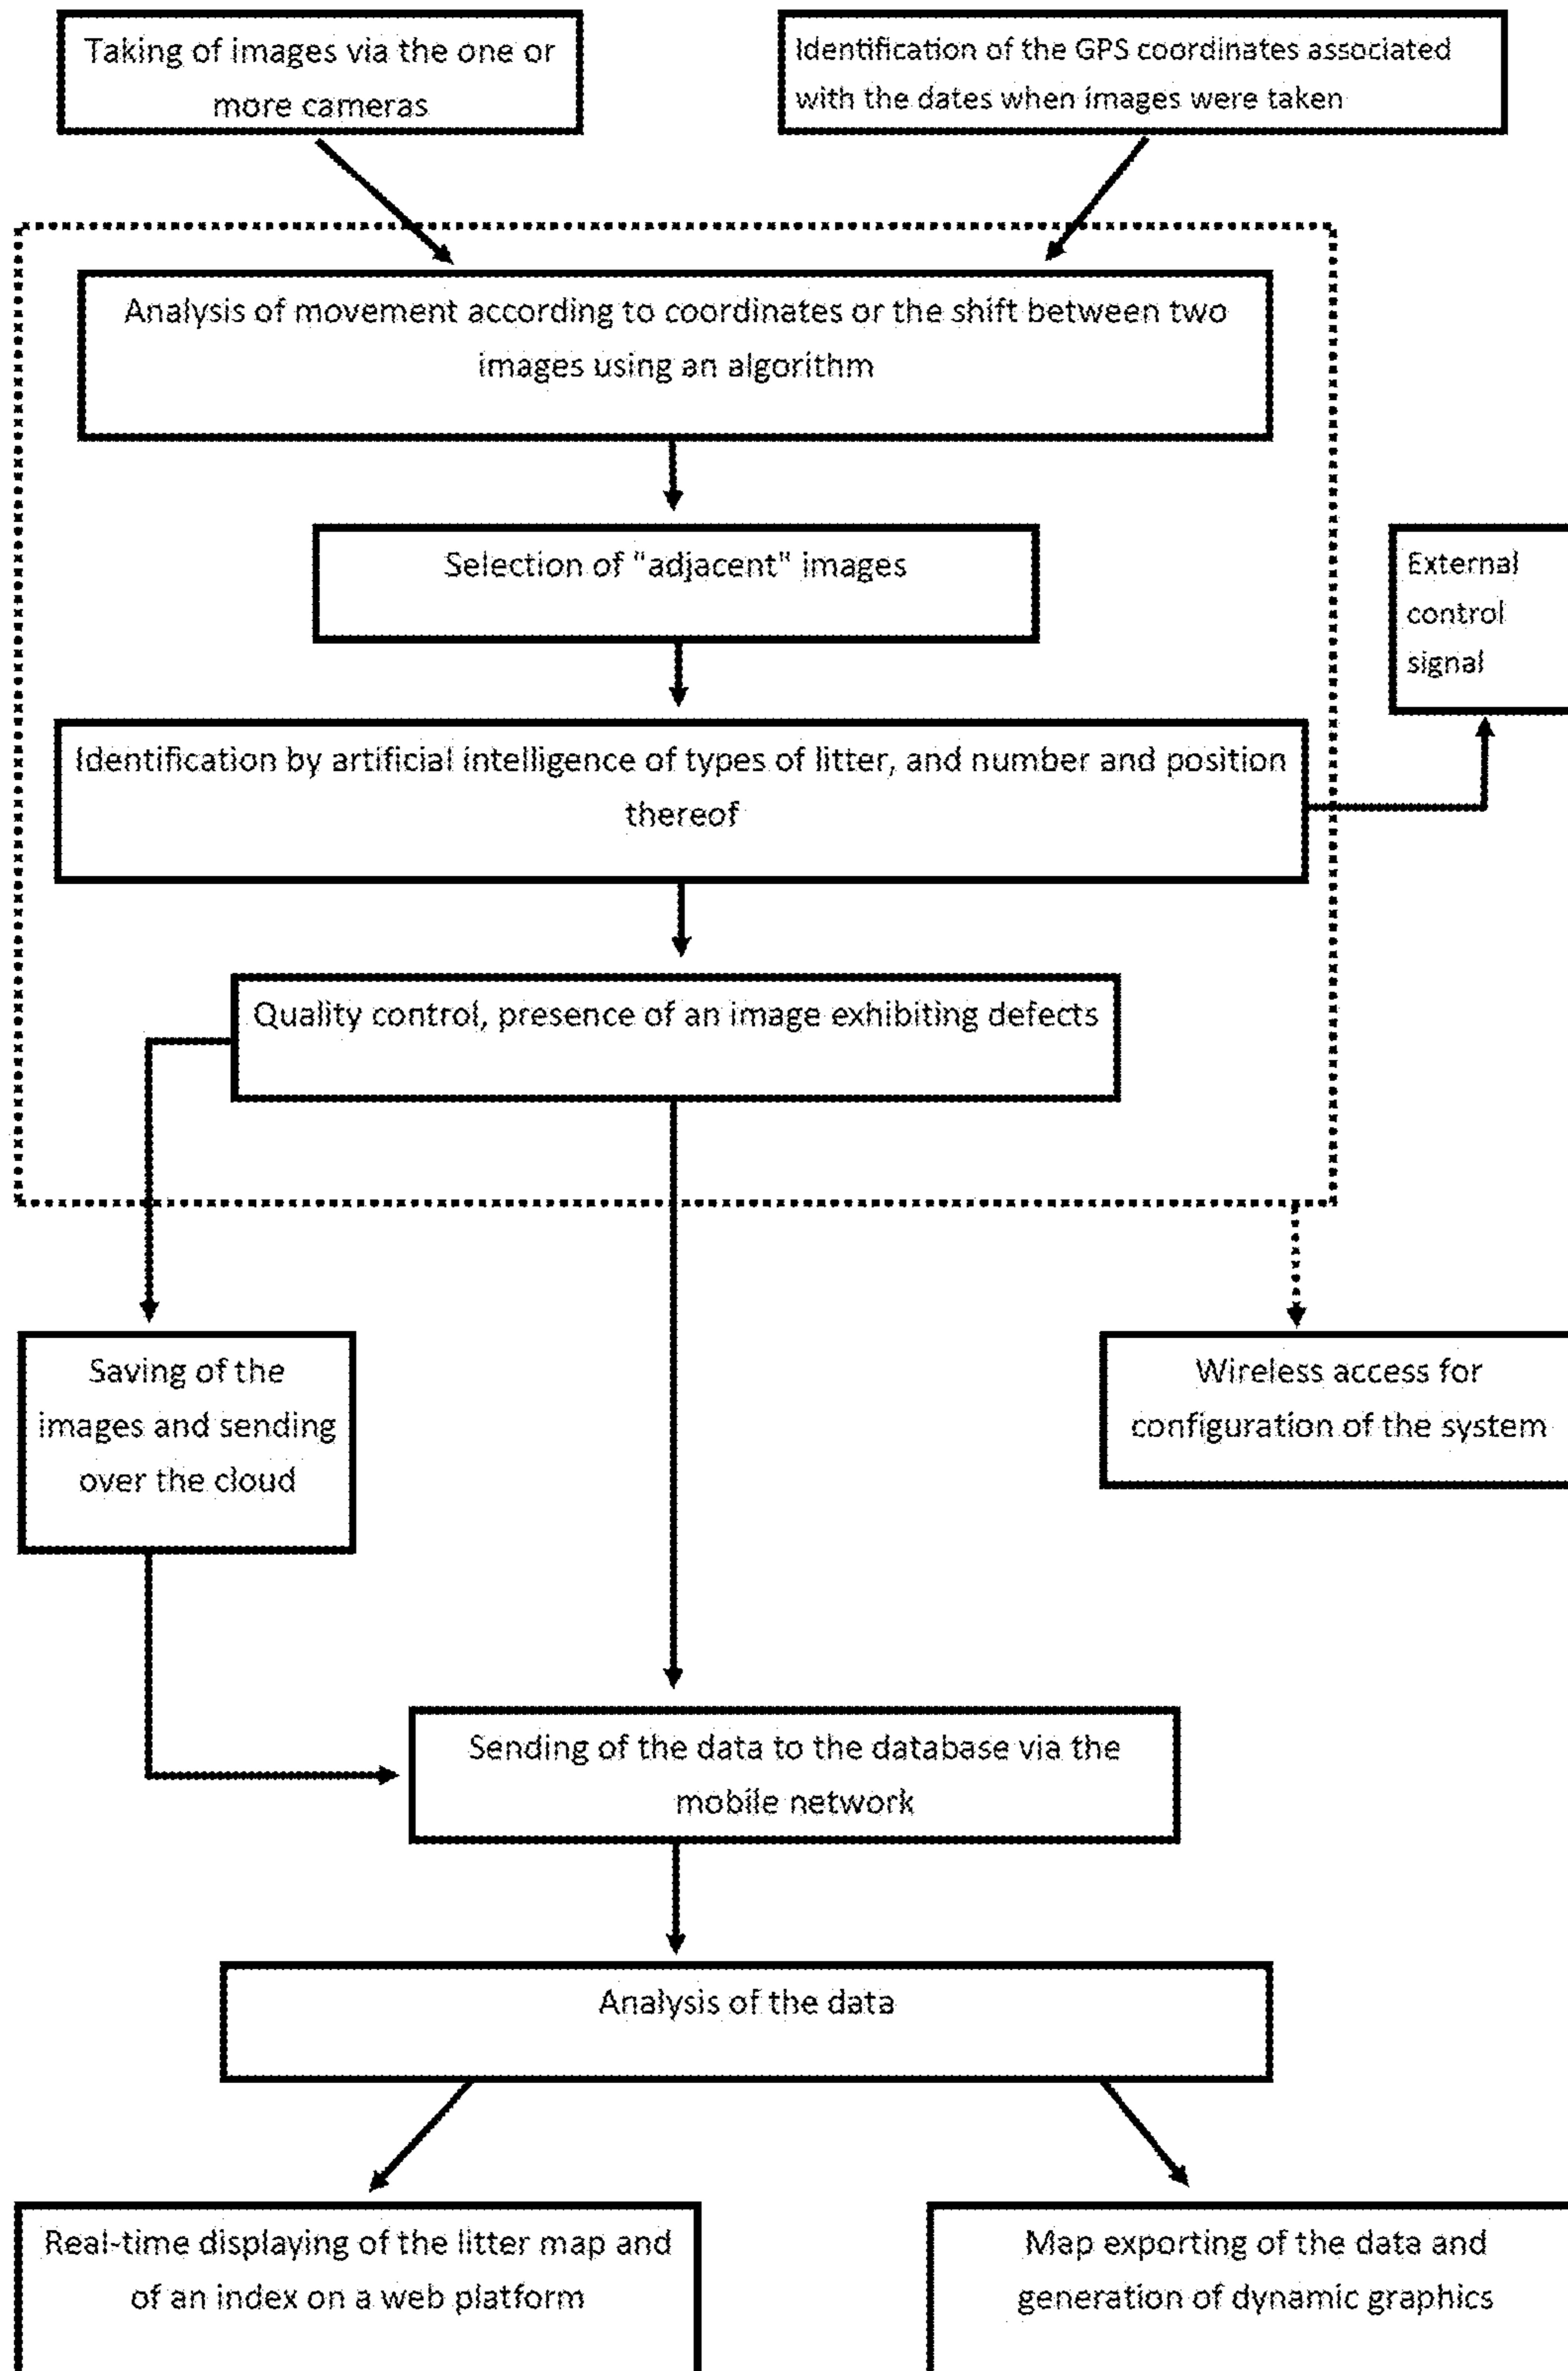 Taking of images via the one or
more cameras
Identification of the GPS coordinates associated
with the dates when images were taken
Analysis of movement according to coordinates or the shift between two
images using an algorithm
Selection of "adjacent" images
External
control
signal
Identification by artificial intelligence of types of litter, and number and position
thereof
Quality control, presence of an image exhibiting defects
Saving of the
images and sending
over the cloud
Wireless access for
configuration of the system
Sending of the data to the database via the
mobile network
Analysis of the data
Real-time displaying of the litter map and
of an index on a web platform
Map exporting of the data and
generation of dynamic graphics